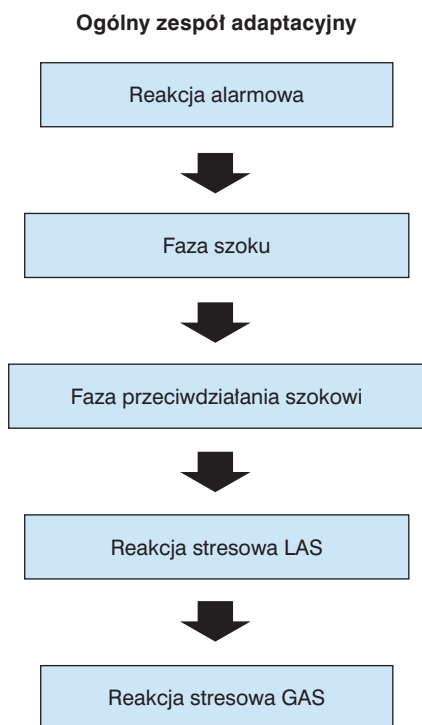 Ogólny zespół adaptacyjny
Reakcja alarmowa
Faza szoku
Faza przeciwdziałania szokowi
Reakcja stresowa LAS
Reakcja stresowa GAS